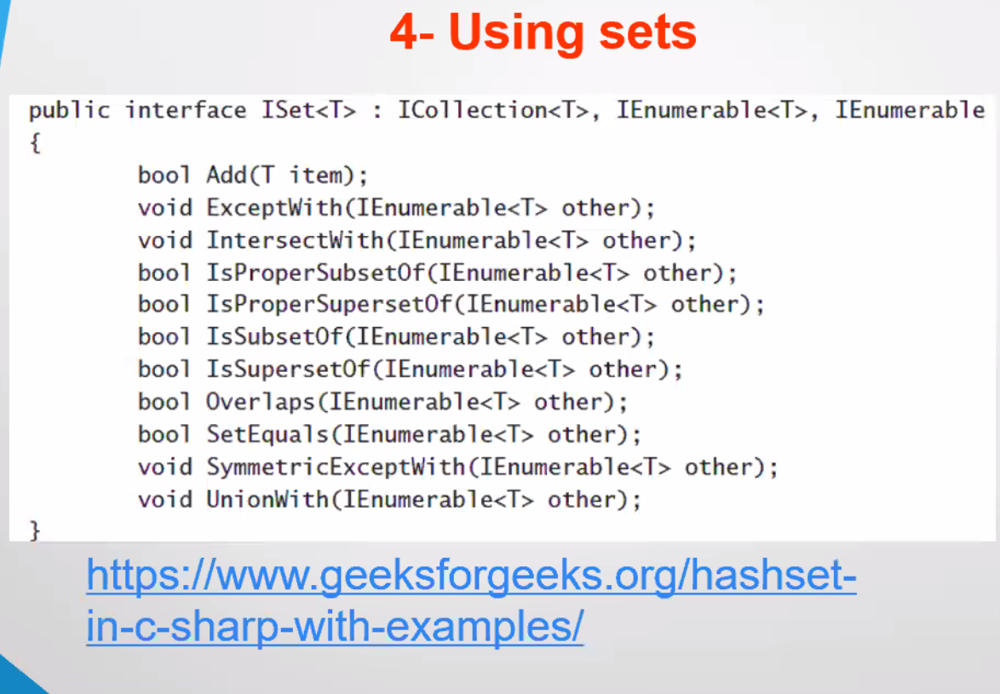 4- Using sets
public interface ISet<T> : ICollection<T>, IEnumerable<T>, IEnumerable
{
bool Add(T item);
void ExceptWith(IEnumerable<T> other);
void IntersectWith(IEnumerable<T> other);
bool IsProperSubsetOf(IEnumerable<T> other);
bool IsProperSupersetOf(IEnumerable<T> other);
bool IsSubsetOf(IEnumerable<T> other);
bool IsSupersetOf(IEnumerable<T> other);
bool Overlaps(IEnumerable<T> other);
bool SetEquals(IEnumerable<T> other);
void SymmetricExceptWith(IEnumerable<T> other);
void UnionWith(IEnumerable<T> other);
}
https://www.geeksforgeeks.org/hashset-
in-c-sharp-with-examples/